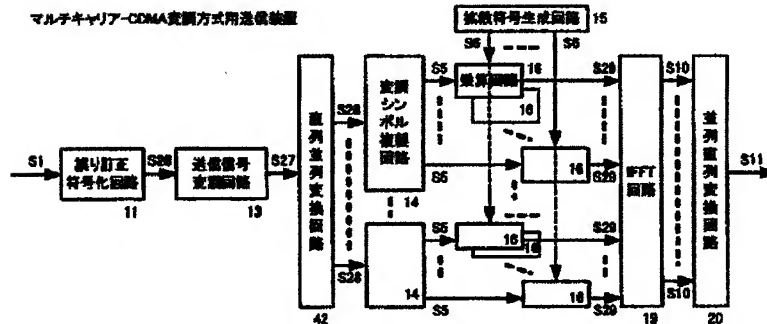 マルチキャリア-CDMA変調方式用送信装置
拡散符号生成回路
15
S6
S6
S1
誤り訂正
符号化回路
11
S26
送信信号
変調回路
13
S27
直列並列変換回路
42
S28
S28
変調シンボル複製回路
14
14
S5
S5
S5
S5
乗算回路
16
16
16
16
16
16
S29
S29
S29
S29
IFFT
回路
19
S10
S10
並列直列変換回路
20
S11